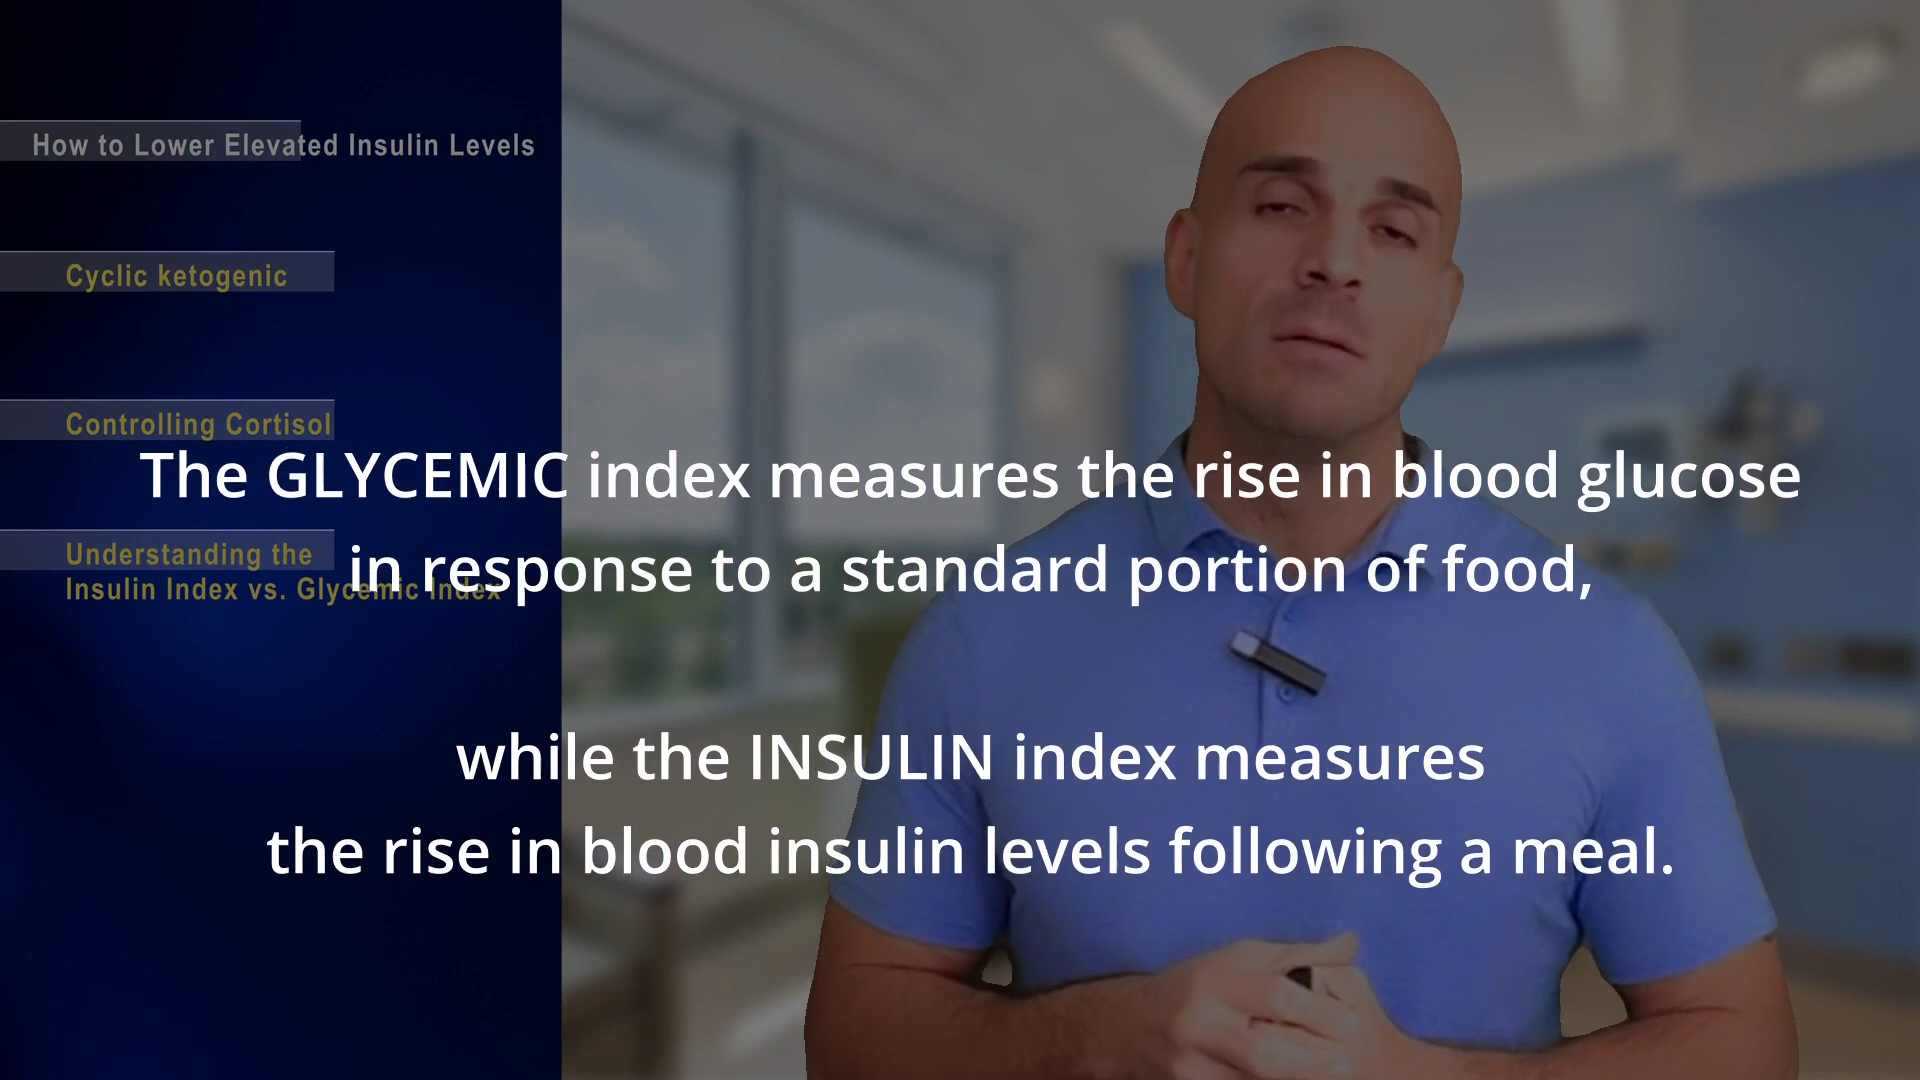 How to Lower Elevated Insulin Levels
Cyclic ketogenic
Controlling Cortisol
Understanding the
Insulin Index vs. Glycemic Index
The GLYCEMIC index measures the rise in blood glucose
in response to a standard portion of food,
while the INSULIN index measures
the rise in blood insulin levels following a meal.